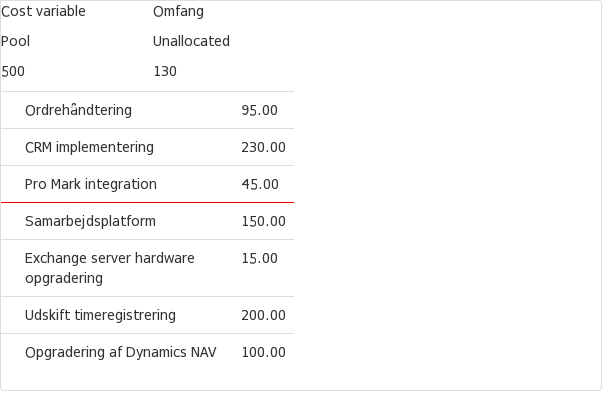 Cost variable Omfang
Pool Unallocated
500 130
Ordrehåndtering 95.00
CRM implementering 230.00
Pro Mark integration 45.00
Samarbejdsplatform 150.00
Exchange server hardware 15.00
opgradering
Udskift timeregistrering 200.00
Opgradering af Dynamics NAV 100.00